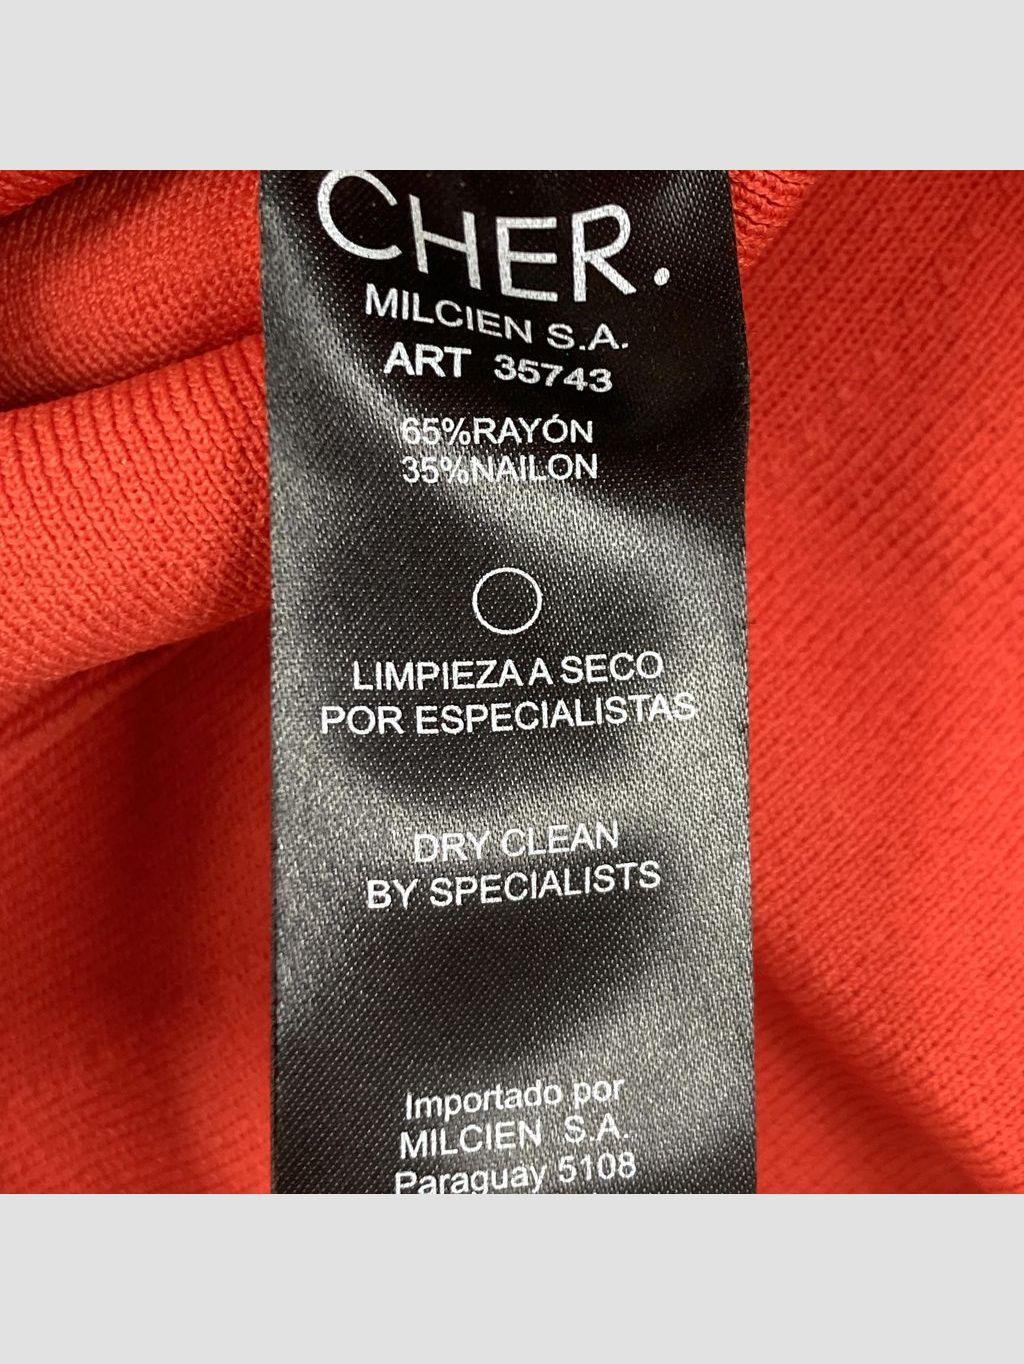 CHER.
MILCIEN S.A.
ART 35743
65%RAYÓN
35%NAILON
LIMPIEZA A SECO
POR ESPECIALISTAS
DRY CLEAN
BY SPECIALISTS
Importado por
MILCIEN S.A.
Paraguay 5108